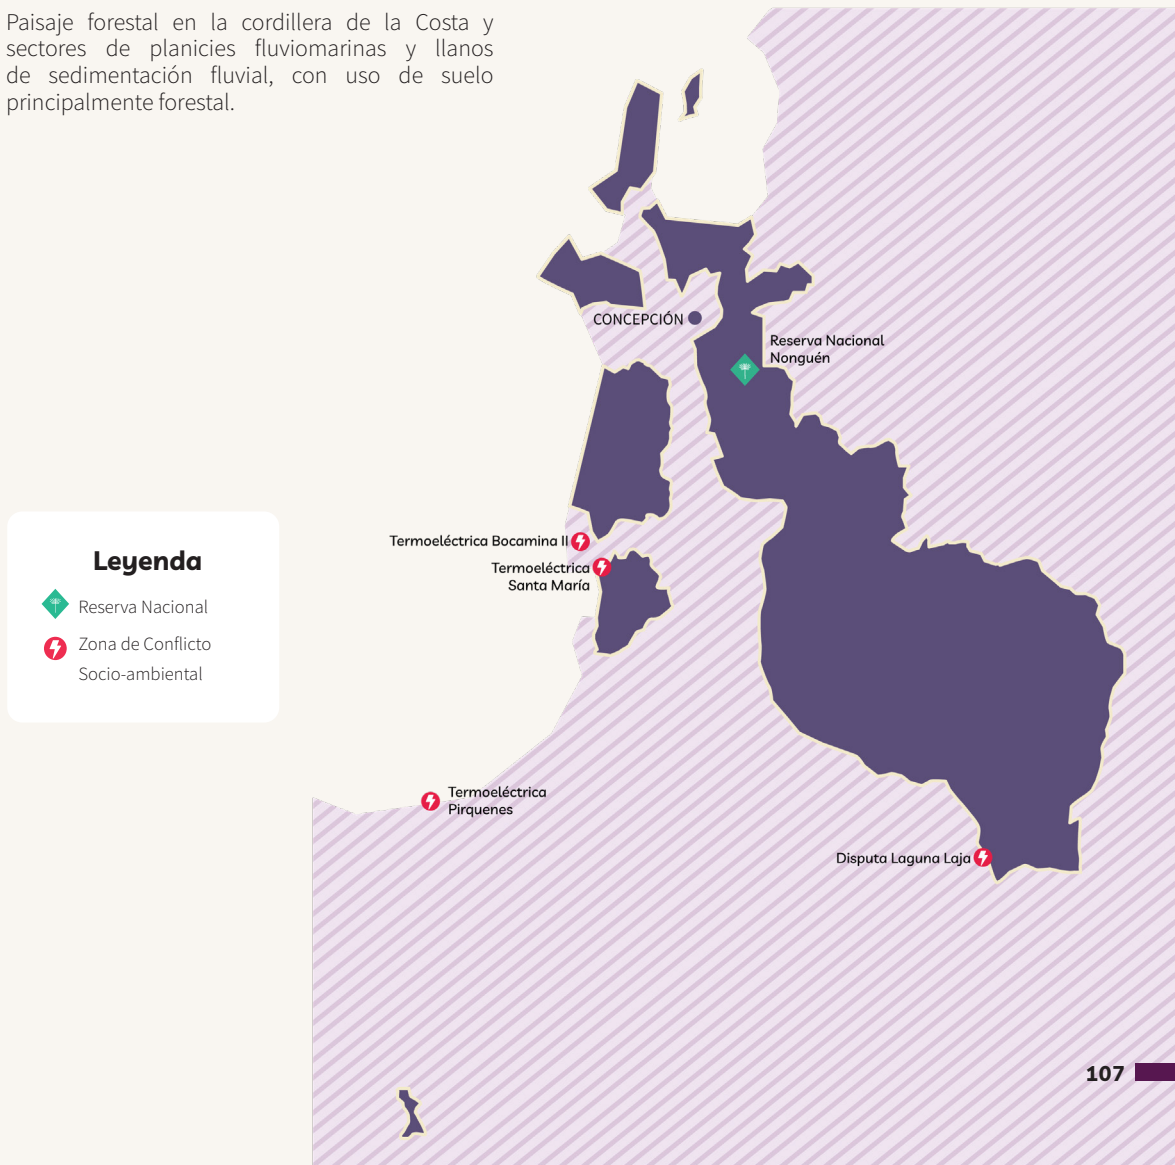 Paisaje forestal en la cordillera de la Costa y
sectores de planicies fluviomarinas y llanos
de sedimentación fluvial, con uso de suelo
principalmente forestal.
CONCEPCIÓN
Reserva Nacional
Nonguén
Termoeléctrica Bocamina II
Termoeléctrica
Santa María
Leyenda
Reserva Nacional
Zona de Conflicto
Socio-ambiental
Termoeléctrica
Pirquenes
Disputa Laguna Laja
107